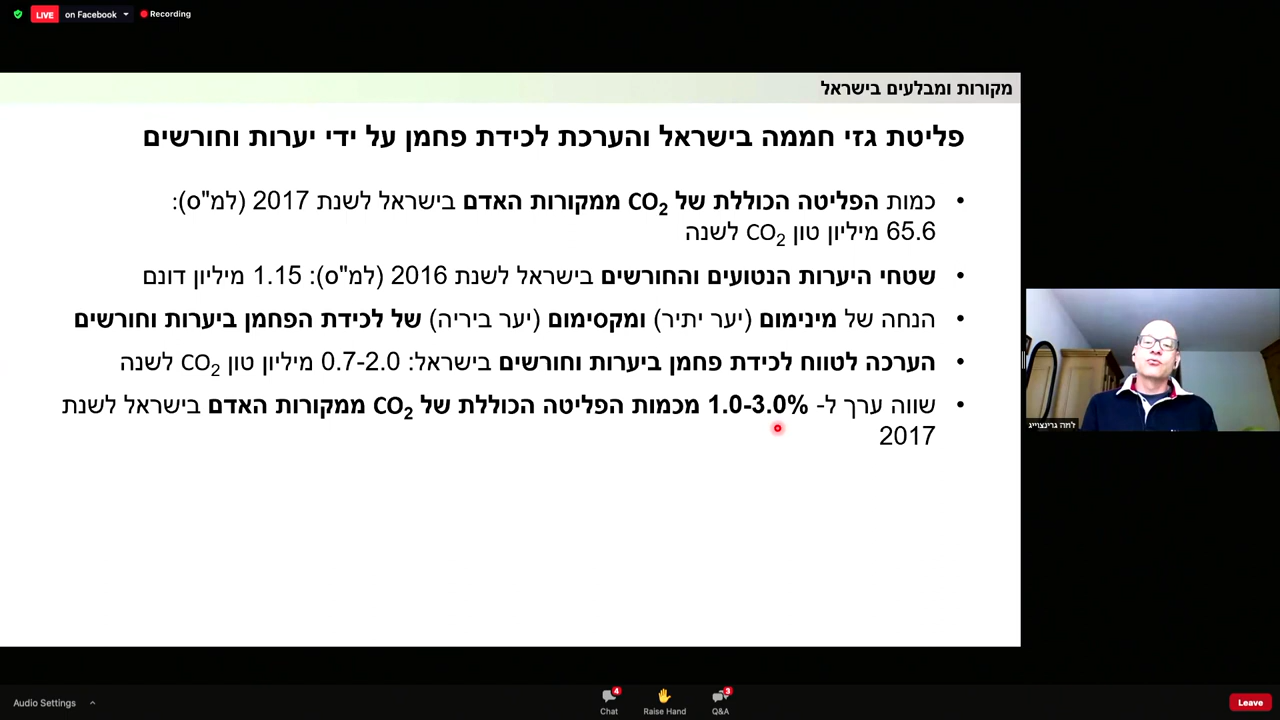 LIVE on Facebook Recording
מקורות ומבלעים בישראל
פליטת גזי חממה בישראל והערכת לכידת פחמן על ידי יערות וחורשים
• כמות הפליטה הכוללת של CO2 ממקורות האדם בישראל לשנת 2017 (למ"ס):
65.6 מיליון טון CO2 לשנה
• שטחי היערות הנטועים והחורשים בישראל לשנת 2016 (למ"ס): 1.15 מיליון דונם
• הנחה של מינימום (יער יתיר) ומקסימום (יער ביריה) של לכידת הפחמן ביערות וחורשים
• הערכה לטווח לכידת פחמן ביערות וחורשים בישראל: 0.7-2.0 מיליון טון CO2 לשנה
• שווה ערך ל- 1.0-3.0% מכמות הפליטה הכוללת של CO2 ממקורות האדם בישראל לשנת
2017
גרינצוייג
Audio Settings
4
3
Chat Raise Hand Q&A
Leave